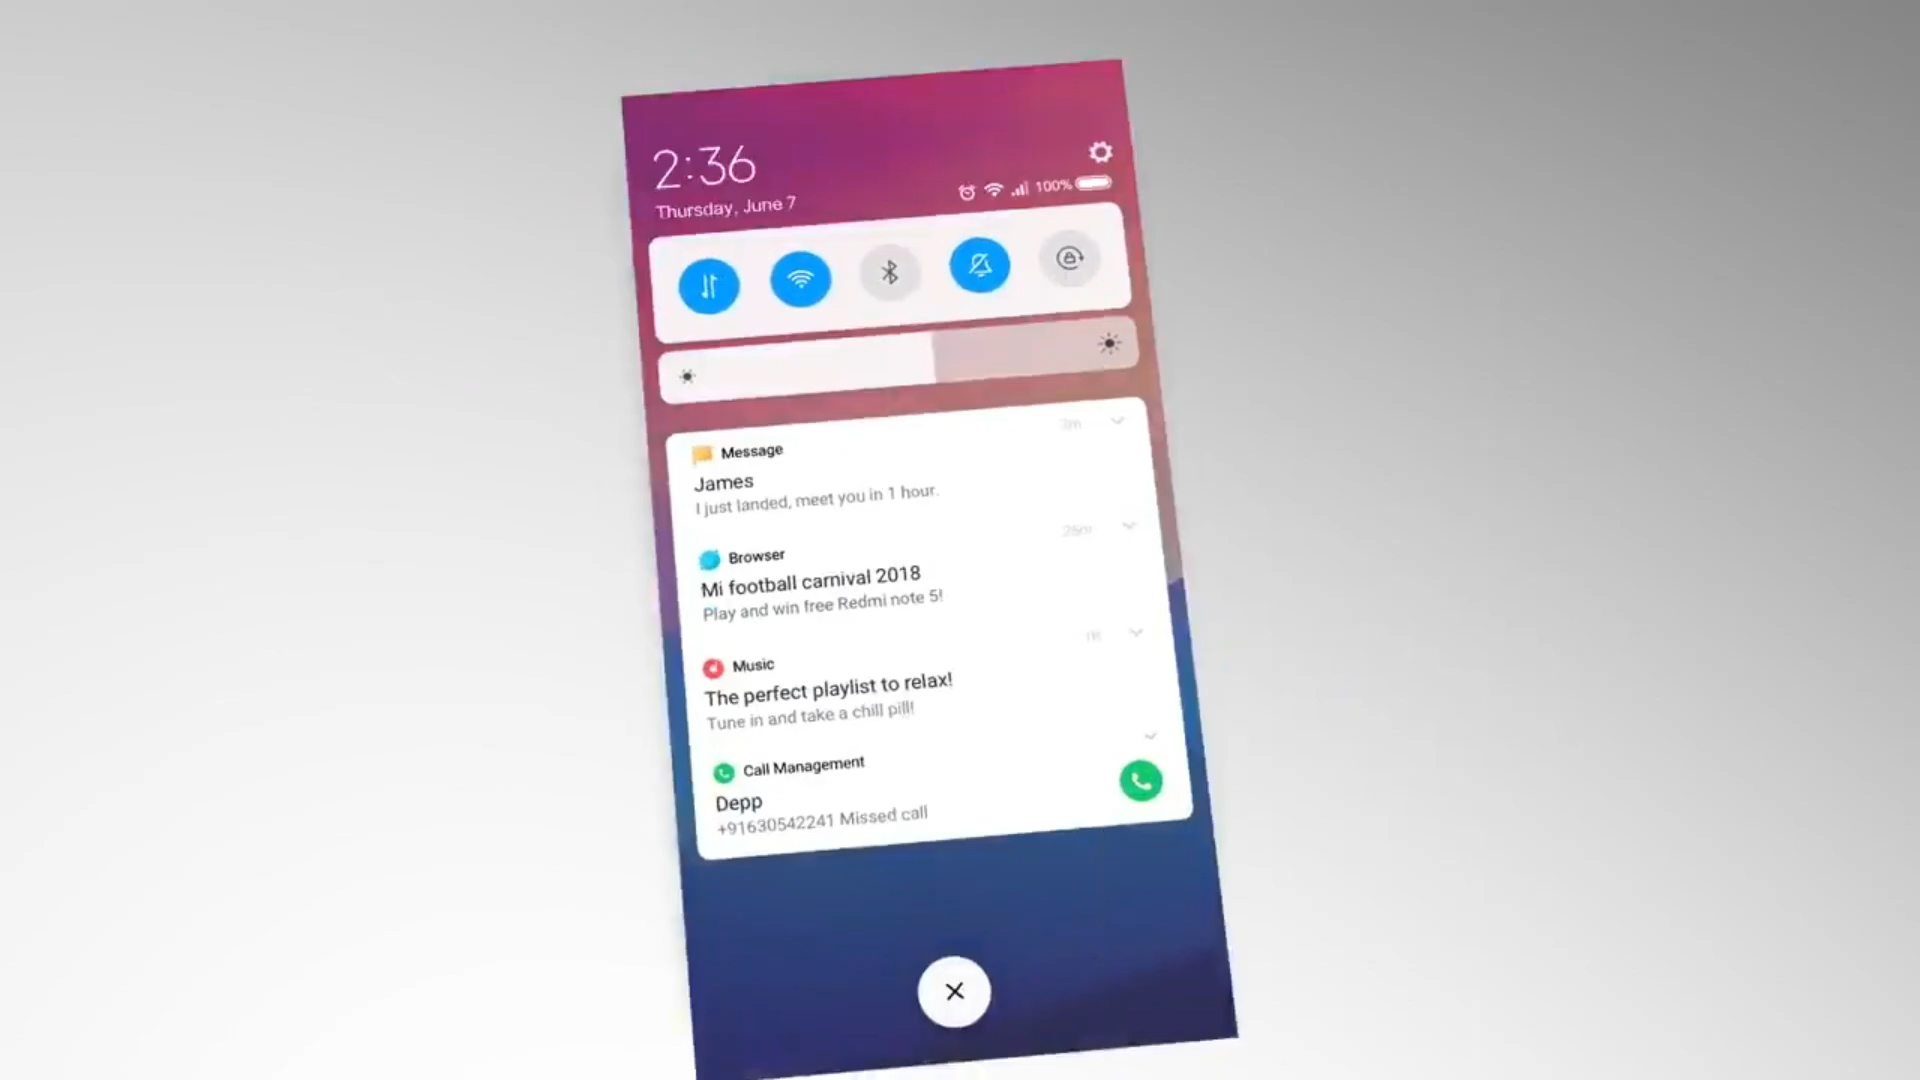 2:36
Thursday, June 7
100%
Message
2m
James
I just landed, meet you in 1 hour.
Browser
25m
Mi football carnival 2018
Play and win free Redmi note 5!
Music
The perfect playlist to relax!
Tune in and take a chill pill!
Call Management
Depp
+91630542241 Missed call